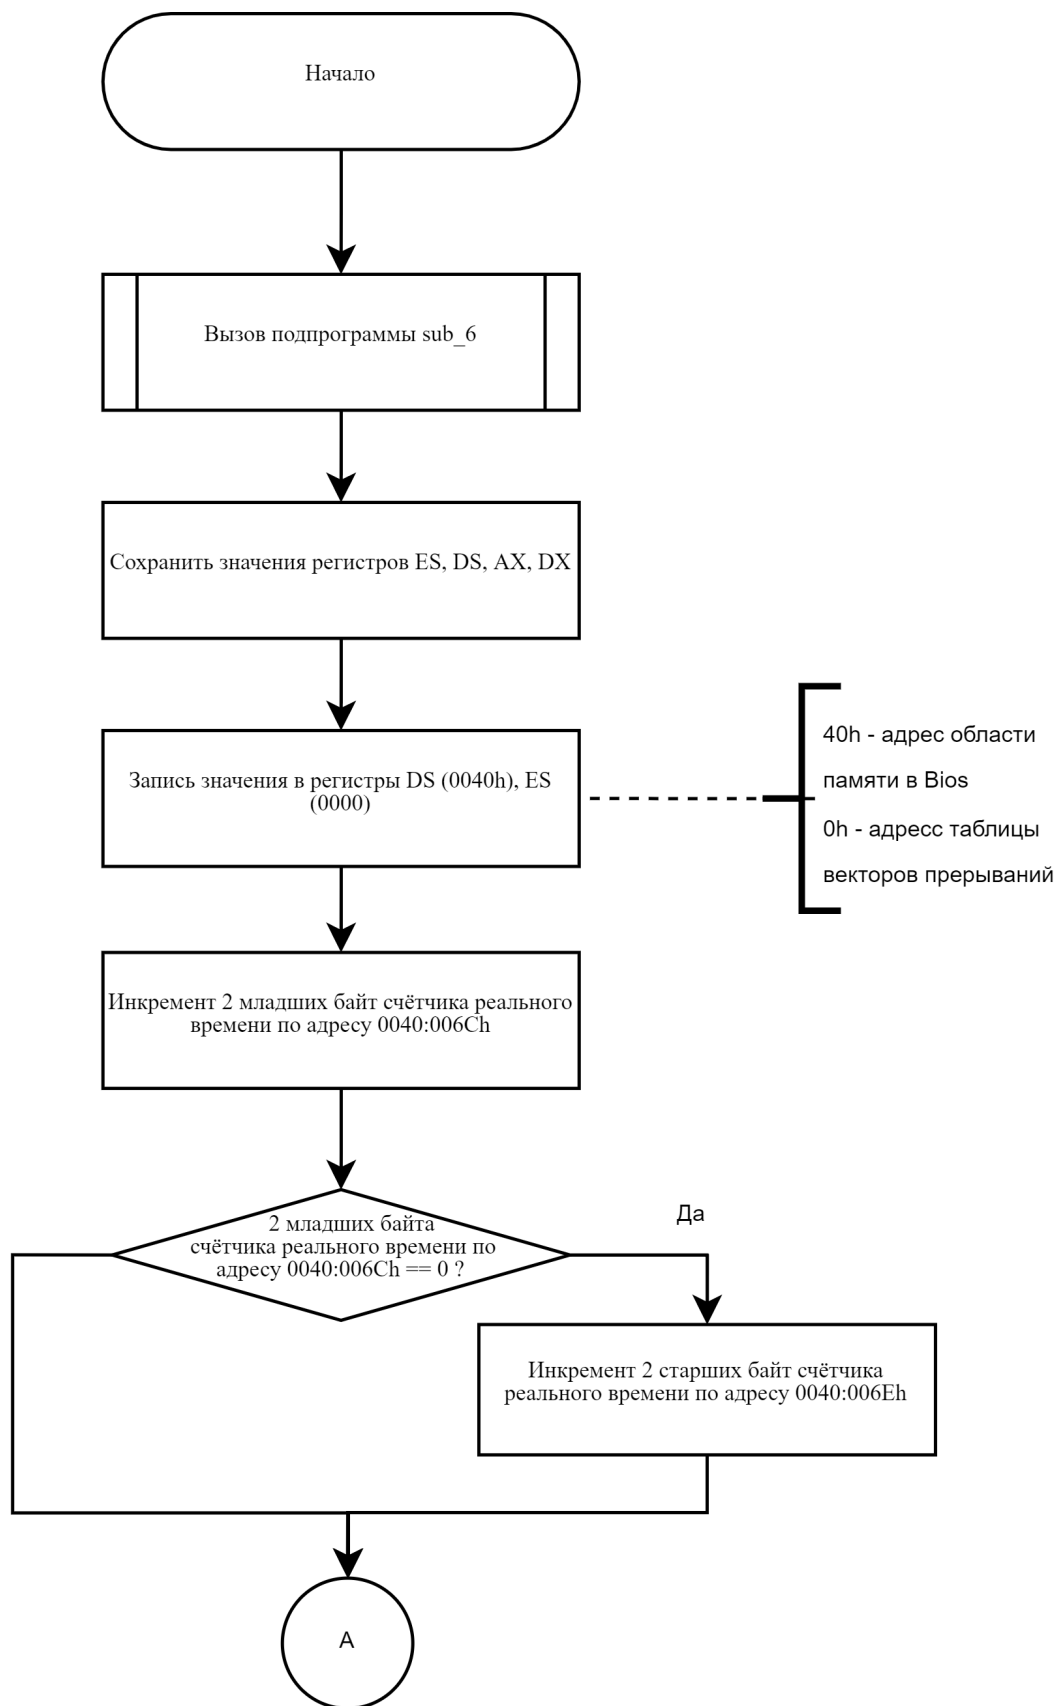 Начало
Вызов подпрограммы sub_6
Сохранить значения регистров ES, DS, AX, DX
Запись значения в регистры DS (0040h), ES
(0000)
40h - адрес области
памяти в Bios
0h - адресс таблицы
векторов прерываний
Инкремент 2 младших байт счётчика реального
времени по адресу 0040:006Ch
2 младших байта
счётчика реального времени по
адресу 0040:006Ch == 0 ?
Да
Инкремент 2 старших байт счётчика
реального времени по адресу 0040:006Eh
А